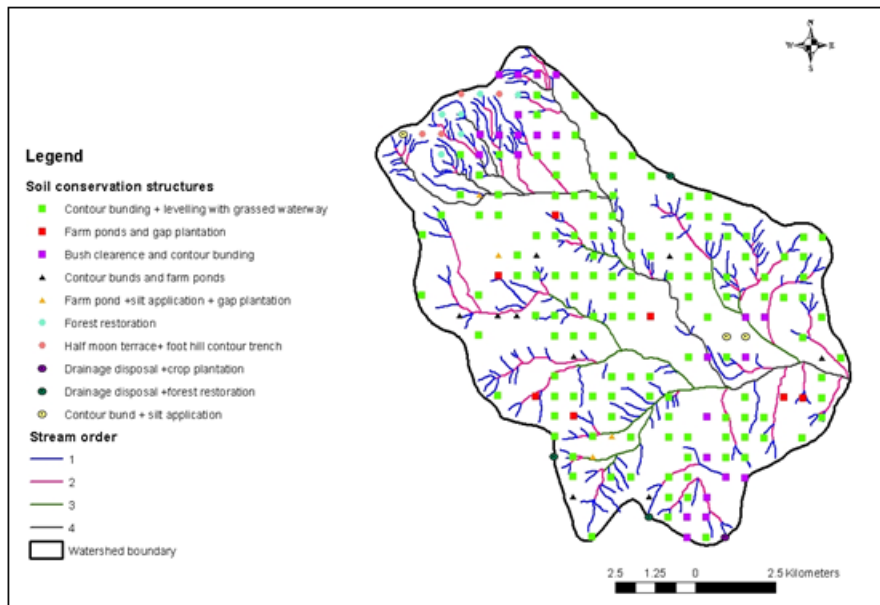 N
W E
S
Legend
Soil conservation structures
Contour bunding + levelling with grassed waterway
Farm ponds and gap plantation
Bush clearence and contour bunding
Contour bunds and farm ponds
Farm pond +silt application + gap plantation
Forest restoration
Half moon terrace+ foot hill contour trench
Drainage disposal +crop plantation
Drainage disposal +forest restoration
Contour bund + silt application
Stream order
1
2
3
4
Watershed boundary
2.5 1.25 0 2.5 Kilometers